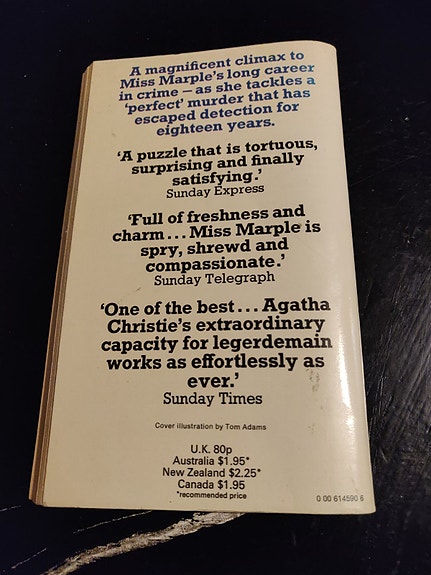 A magnificent climax to
Miss Marple's long career
in crime – as she tackles a
'perfect' murder that has
escaped detection for
eighteen years.
'A puzzle that is tortuous,
surprising and finally
satisfying.'
Sunday Express
'Full of freshness and
charm... Miss Marple is
spry, shrewd and
compassionate.'
Sunday Telegraph
'One of the best... Agatha
Christie's extraordinary
capacity for legerdemain
works as effortlessly as
ever.'
Sunday Times
Cover illustration by Tom Adams
U.K. 80p
Australia $1.95*
New Zealand $2.25*
Canada $1.95
*recommended price
0 00 614590 6